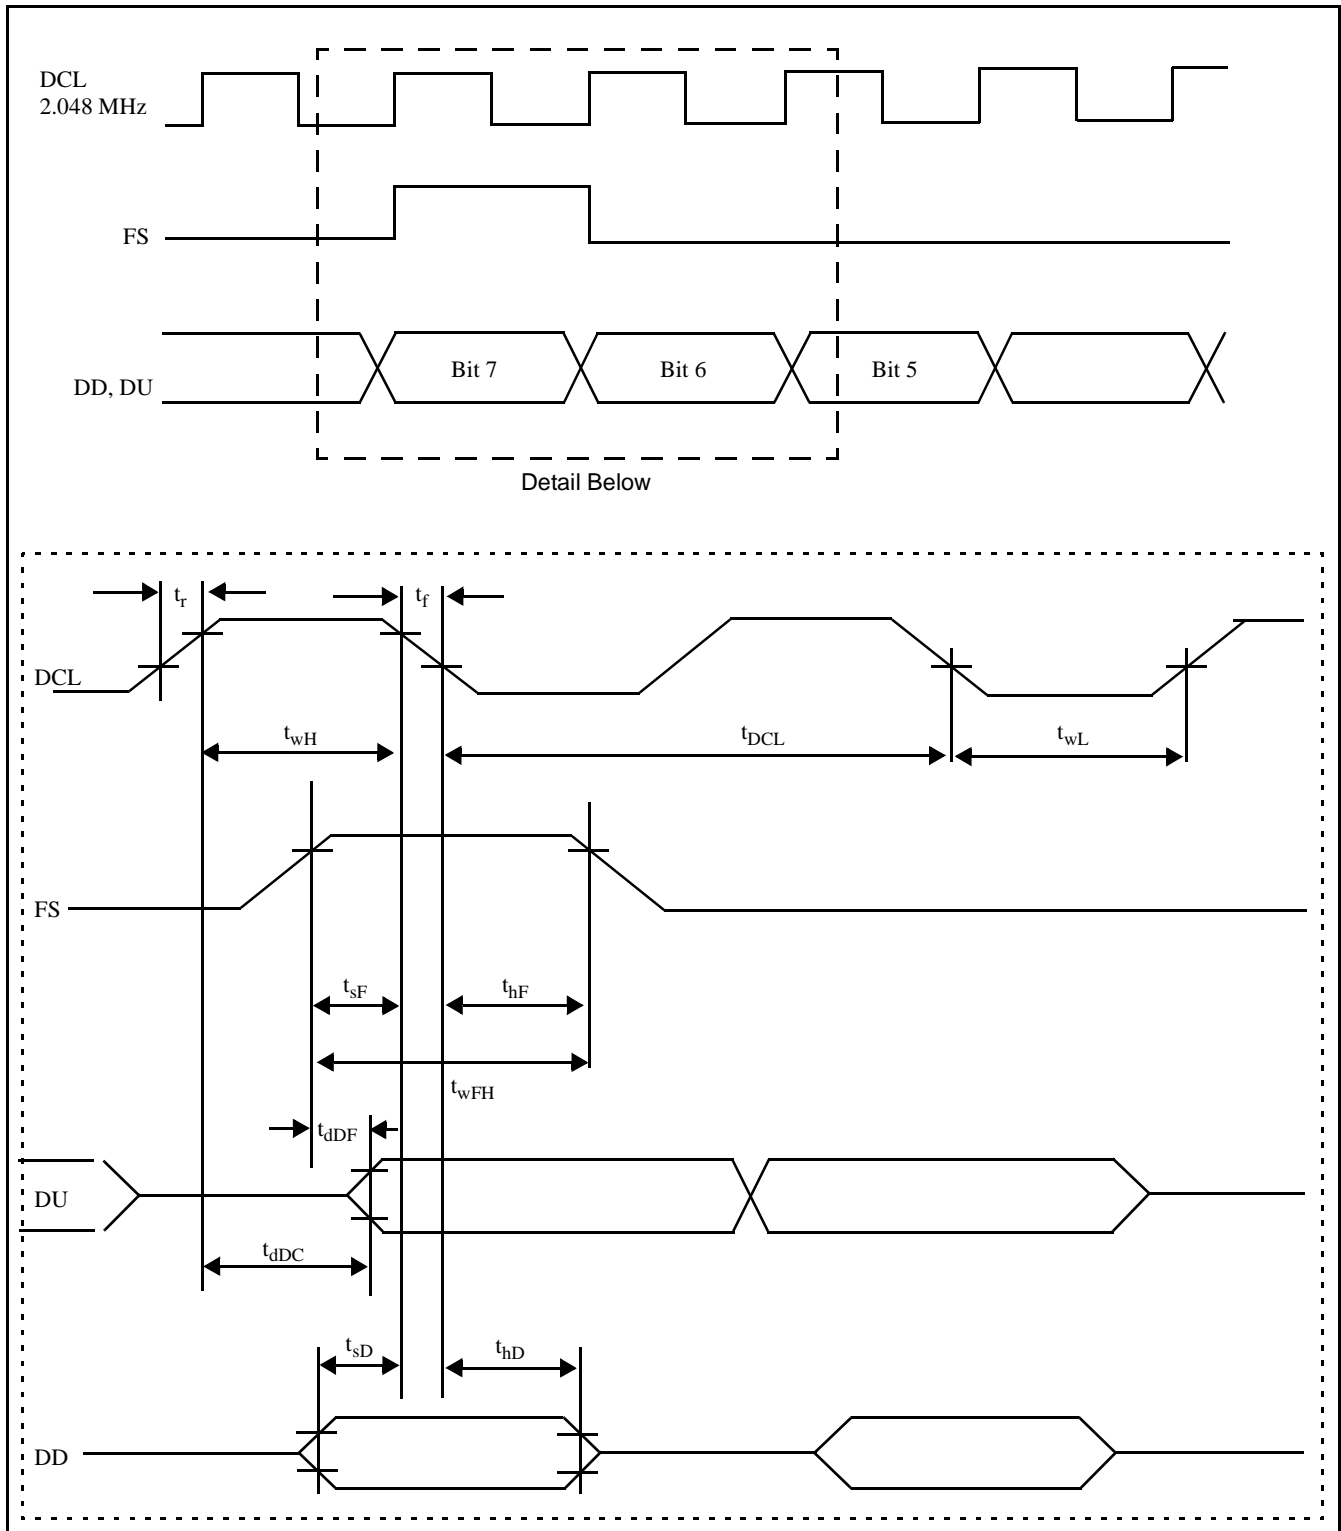 DCL
2.048 MHz
FS
DD, DU
Bit 7
Bit 6
Bit 5
Detail Below
tr
tf
DCL
twH
tDCL
twL
FS
tsF
thF
twFH
tdDF
DU
tdDC
tsD
thD
DD